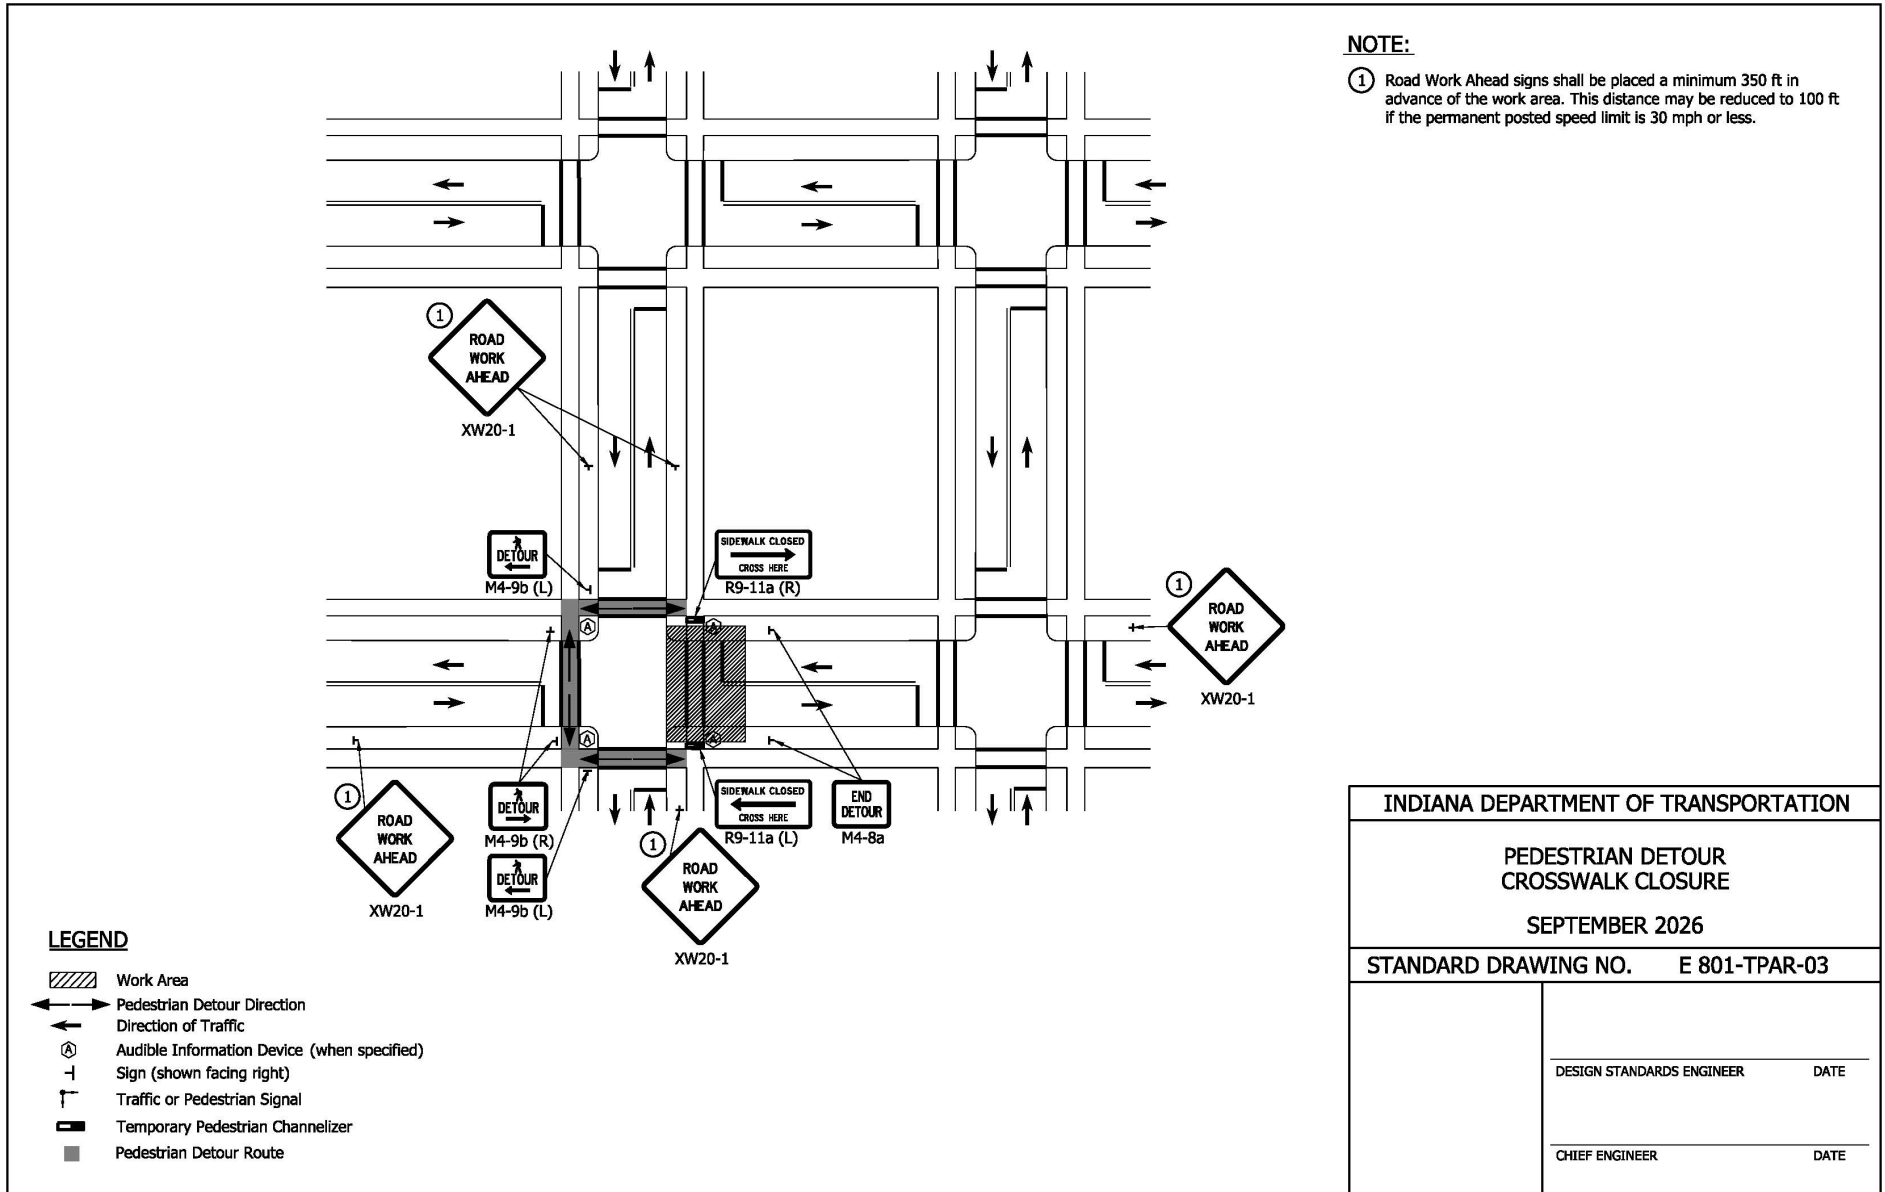 NOTE:
1 Road Work Ahead signs shall be placed a minimum 350 ft in
advance of the work area. This distance may be reduced to 100 ft
if the permanent posted speed limit is 30 mph or less.
1
ROAD
WORK
AHEAD
XW20-1
DETOUR
M4-9b (L)
SIDEWALK CLOSED
CROSS HERE
R9-11a (R)
1
ROAD
WORK
AHEAD
XW20-1
A
A
A
A
1
ROAD
WORK
AHEAD
XW20-1
DETOUR
M4-9b (R)
DETOUR
M4-9b (L)
SIDEWALK CLOSED
CROSS HERE
R9-11a (L)
END
DETOUR
M4-8a
1
ROAD
WORK
AHEAD
XW20-1
LEGEND
Work Area
Pedestrian Detour Direction
Direction of Traffic
A Audible Information Device (when specified)
Sign (shown facing right)
Traffic or Pedestrian Signal
Temporary Pedestrian Channelizer
Pedestrian Detour Route
INDIANA DEPARTMENT OF TRANSPORTATION
PEDESTRIAN DETOUR
CROSSWALK CLOSURE
SEPTEMBER 2026
STANDARD DRAWING NO. E 801-TPAR-03
DESIGN STANDARDS ENGINEER DATE
CHIEF ENGINEER DATE